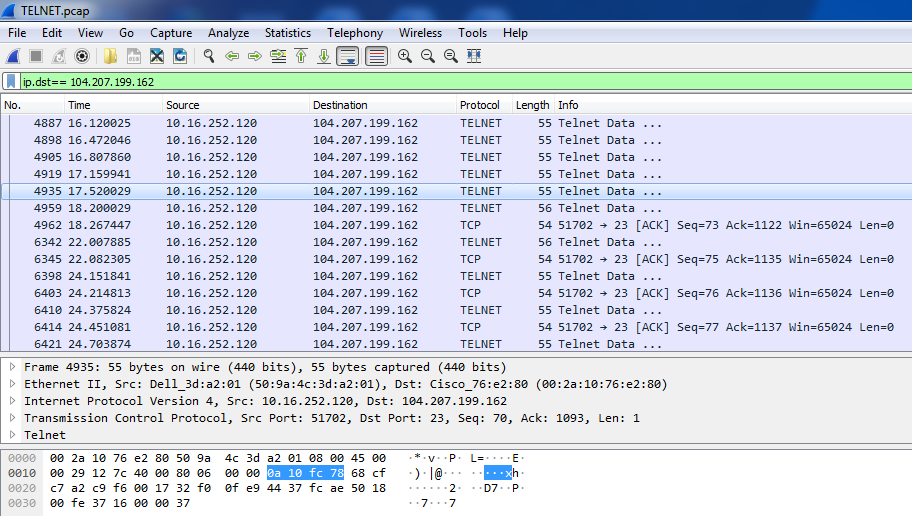 TELNET.pcap
File Edit View Go Capture Analyze Statistics Telephony Wireless Tools Help
ip.dst== 104.207.199.162
No. Time Source Destination Protocol Length Info
4887 16.120025 10.16.252.120 104.207.199.162 TELNET 55 Telnet Data ...
4898 16.472046 10.16.252.120 104.207.199.162 TELNET 55 Telnet Data ...
4905 16.807860 10.16.252.120 104.207.199.162 TELNET 55 Telnet Data ...
4919 17.159941 10.16.252.120 104.207.199.162 TELNET 55 Telnet Data ...
4935 17.520029 10.16.252.120 104.207.199.162 TELNET 55 Telnet Data ...
4959 18.200029 10.16.252.120 104.207.199.162 TELNET 56 Telnet Data ...
4962 18.267447 10.16.252.120 104.207.199.162 TCP 54 51702 → 23 [ACK] Seq=73 Ack=1122 Win=65024 Len=0
6342 22.007885 10.16.252.120 104.207.199.162 TELNET 56 Telnet Data ...
6345 22.082305 10.16.252.120 104.207.199.162 TCP 54 51702 → 23 [ACK] Seq=75 Ack=1135 Win=65024 Len=0
6398 24.151841 10.16.252.120 104.207.199.162 TELNET 55 Telnet Data ...
6403 24.214813 10.16.252.120 104.207.199.162 TCP 54 51702 → 23 [ACK] Seq=76 Ack=1136 Win=65024 Len=0
6410 24.375824 10.16.252.120 104.207.199.162 TELNET 55 Telnet Data ...
6414 24.451081 10.16.252.120 104.207.199.162 TCP 54 51702 → 23 [ACK] Seq=77 Ack=1137 Win=65024 Len=0
6421 24.703874 10.16.252.120 104.207.199.162 TELNET 55 Telnet Data ...
Frame 4935: 55 bytes on wire (440 bits), 55 bytes captured (440 bits)
Ethernet II, Src: Dell_3d:a2:01 (50:9a:4c:3d:a2:01), Dst: Cisco_76:e2:80 (00:2a:10:76:e2:80)
Internet Protocol Version 4, Src: 10.16.252.120, Dst: 104.207.199.162
Transmission Control Protocol, Src Port: 51702, Dst Port: 23, Seq: 70, Ack: 1093, Len: 1
Telnet
0000 00 2a 10 76 e2 80 50 9a 4c 3d a2 01 08 00 45 00 ·*·v··P· L=····E·
0010 00 29 12 7c 40 00 80 06 00 00 0a 10 fc 78 68 cf ·)·|@··· ·····xh·
0020 c7 a2 c9 f6 00 17 32 f0 0f e9 44 37 fc ae 50 18 ······2· ··D7··P·
0030 00 fe 37 16 00 00 37 ··7···7